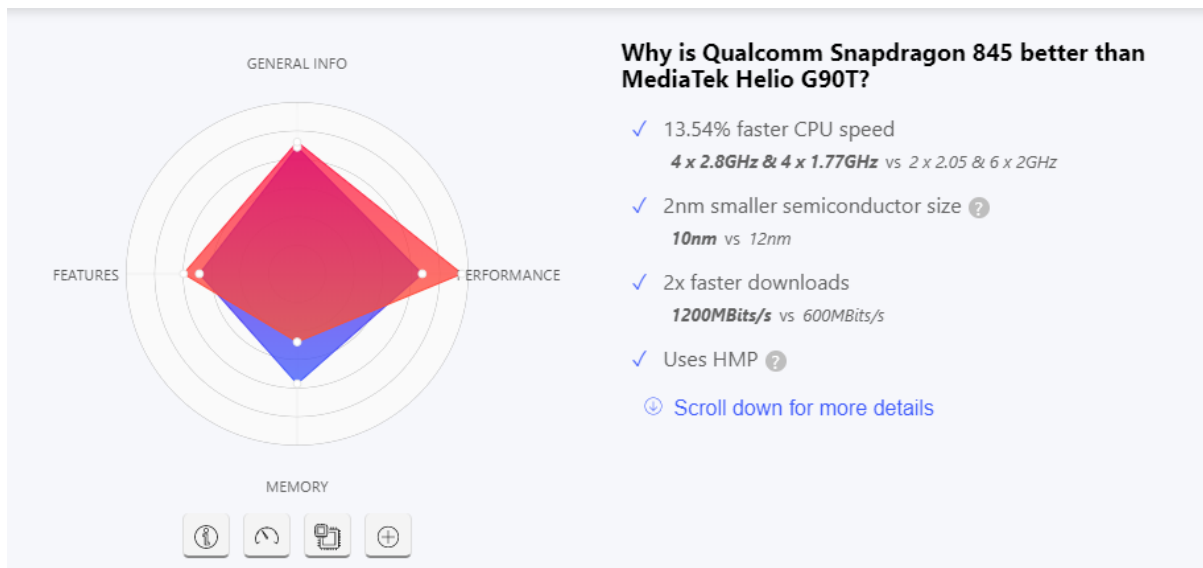 GENERAL INFO
FEATURES
ERFORMANCE
MEMORY
Why is Qualcomm Snapdragon 845 better than
MediaTek Helio G90T?
✓ 13.54% faster CPU speed
4 x 2.8GHz & 4 x 1.77GHz vs 2 x 2.05 & 6 x 2GHz
✓ 2nm smaller semiconductor size ?
10nm vs 12nm
✓ 2x faster downloads
1200MBits/s vs 600MBits/s
✓ Uses HMP ?
Scroll down for more details